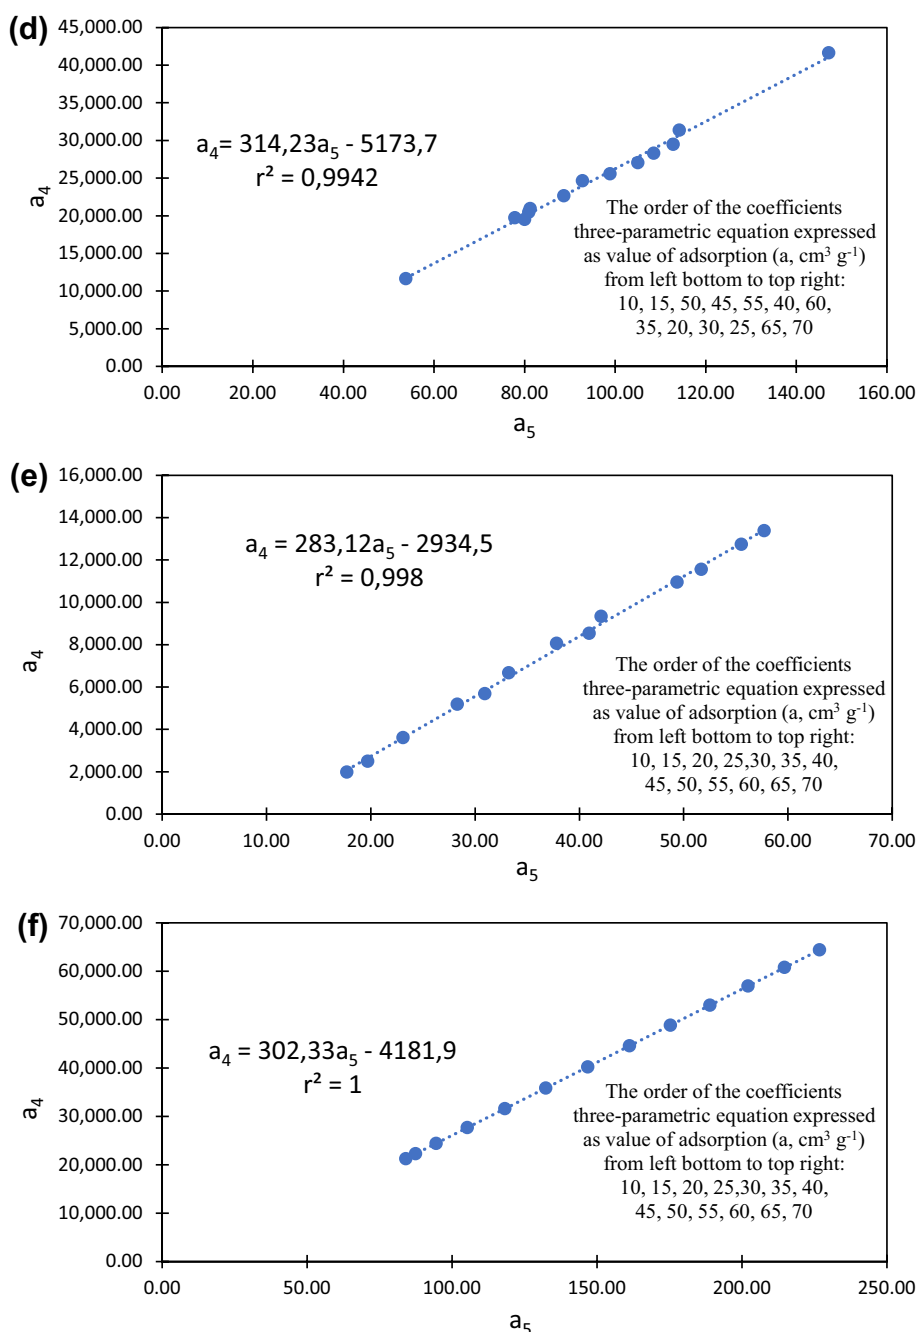 (d)
45,000.00
40,000.00
35,000.00
30,000.00
25,000.00
20,000.00
15,000.00
10,000.00
5,000.00
0.00
a₄
a₄= 314,23a₅ - 5173,7
r² = 0,9942
The order of the coefficients
three-parametric equation expressed
as value of adsorption (a, cm³ g⁻¹)
from left bottom to top right:
10, 15, 50, 45, 55, 40, 60,
35, 20, 30, 25, 65, 70
0.00 20.00 40.00 60.00 80.00 100.00 120.00 140.00 160.00
a₅
(e)
16,000.00
14,000.00
12,000.00
10,000.00
8,000.00
6,000.00
4,000.00
2,000.00
0.00
a₄
a₄ = 283,12a₅ - 2934,5
r² = 0,998
The order of the coefficients
three-parametric equation expressed
as value of adsorption (a, cm³ g⁻¹)
from left bottom to top right:
10, 15, 20, 25,30, 35, 40,
45, 50, 55, 60, 65, 70
0.00 10.00 20.00 30.00 40.00 50.00 60.00 70.00
a₅
(f)
70,000.00
60,000.00
50,000.00
40,000.00
30,000.00
20,000.00
10,000.00
0.00
a₄
a₄ = 302,33a₅ - 4181,9
r² = 1
The order of the coefficients
three-parametric equation expressed
as value of adsorption (a, cm³ g⁻¹)
from left bottom to top right:
10, 15, 20, 25,30, 35, 40,
45, 50, 55, 60, 65, 70
0.00 50.00 100.00 150.00 200.00 250.00
a₅